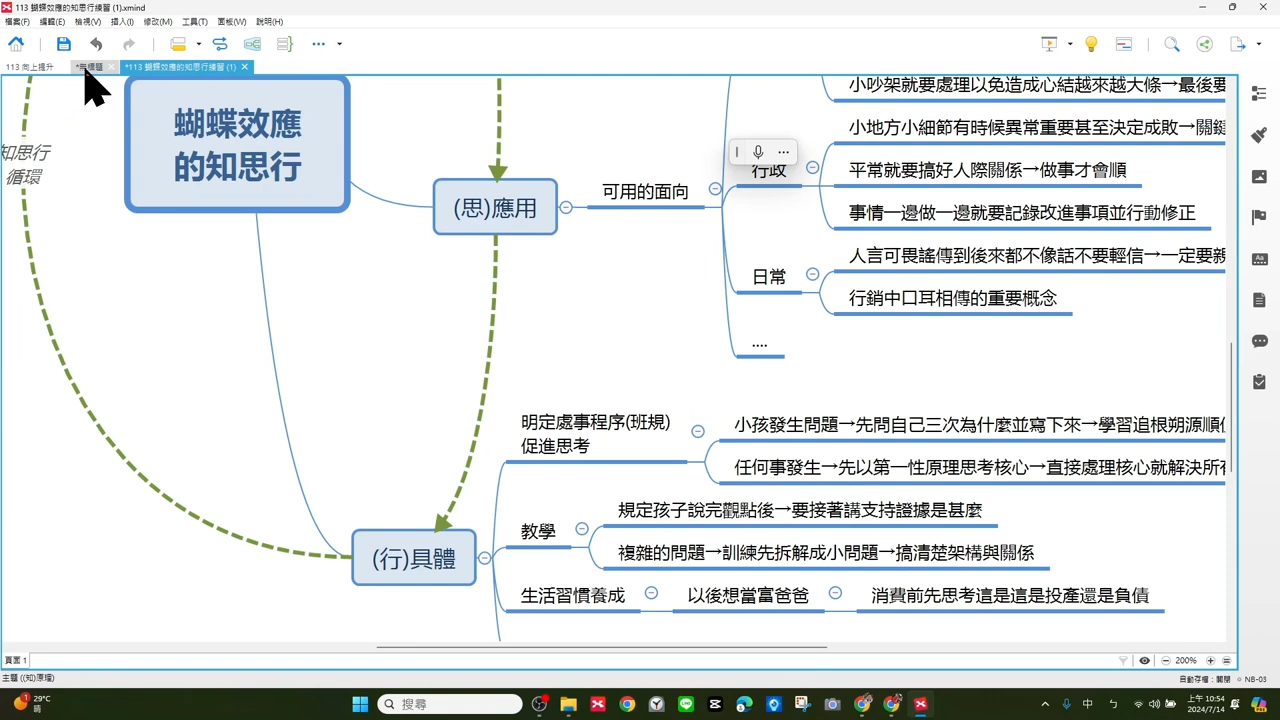 113 蝴蝶效應的知思行練習 (1).xmind
檔案(F) 編輯(E) 檢視(V) 插入(I) 修改(M) 工具(T) 面板(W) 說明(H)
113 向上提升
*無標題
*113 蝴蝶效應的知思行練習 (1)
蝴蝶效應
的知思行
知思行
循環
(思)應用
可用的面向
小吵架就要處理以免造成心結越來越大條→最後要
行政
小地方小細節有時候異常重要甚至決定成敗→關鍵
平常就要搞好人際關係→做事才會順
事情一邊做一邊就要記錄改進事項並行動修正
日常
人言可畏謠傳到後來都不像話不要輕信→一定要親
行銷中口耳相傳的重要概念
....
(行)具體
明定處事程序(班規)
促進思考
小孩發生問題→先問自己三次為什麼並寫下來→學習追根朔源順
任何事發生→先以第一性原理思考核心→直接處理核心就解決所有
教學
規定孩子說完觀點後→要接著講支持證據是甚麼
複雜的問題→訓練先拆解成小問題→搞清楚架構與關係
生活習慣養成
以後想當富爸爸
消費前先思考這是這是投產還是負債
頁面 1
200%
主題 ((知)原理)
自動存檔：關閉
NB-03
29°C
晴
搜尋
中
上午 10:54
2024/7/14